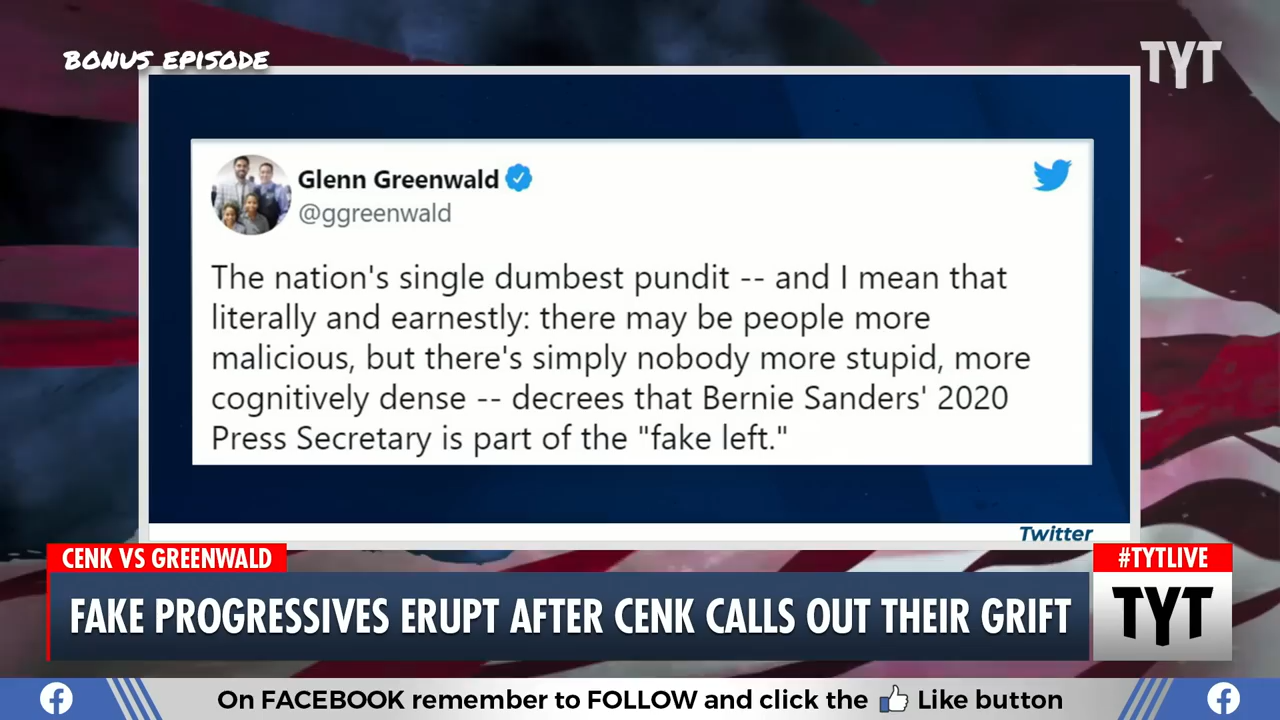 BONUS EPISODE
TYT
Glenn Greenwald
@ggreenwald
The nation's single dumbest pundit -- and I mean that
literally and earnestly: there may be people more
malicious, but there's simply nobody more stupid, more
cognitively dense -- decrees that Bernie Sanders' 2020
Press Secretary is part of the "fake left."
Twitter
CENK VS GREENWALD
#TYTLIVE
FAKE PROGRESSIVES ERUPT AFTER CENK CALLS OUT THEIR GRIFT
TYT
On FACEBOOK remember to FOLLOW and click the Like button